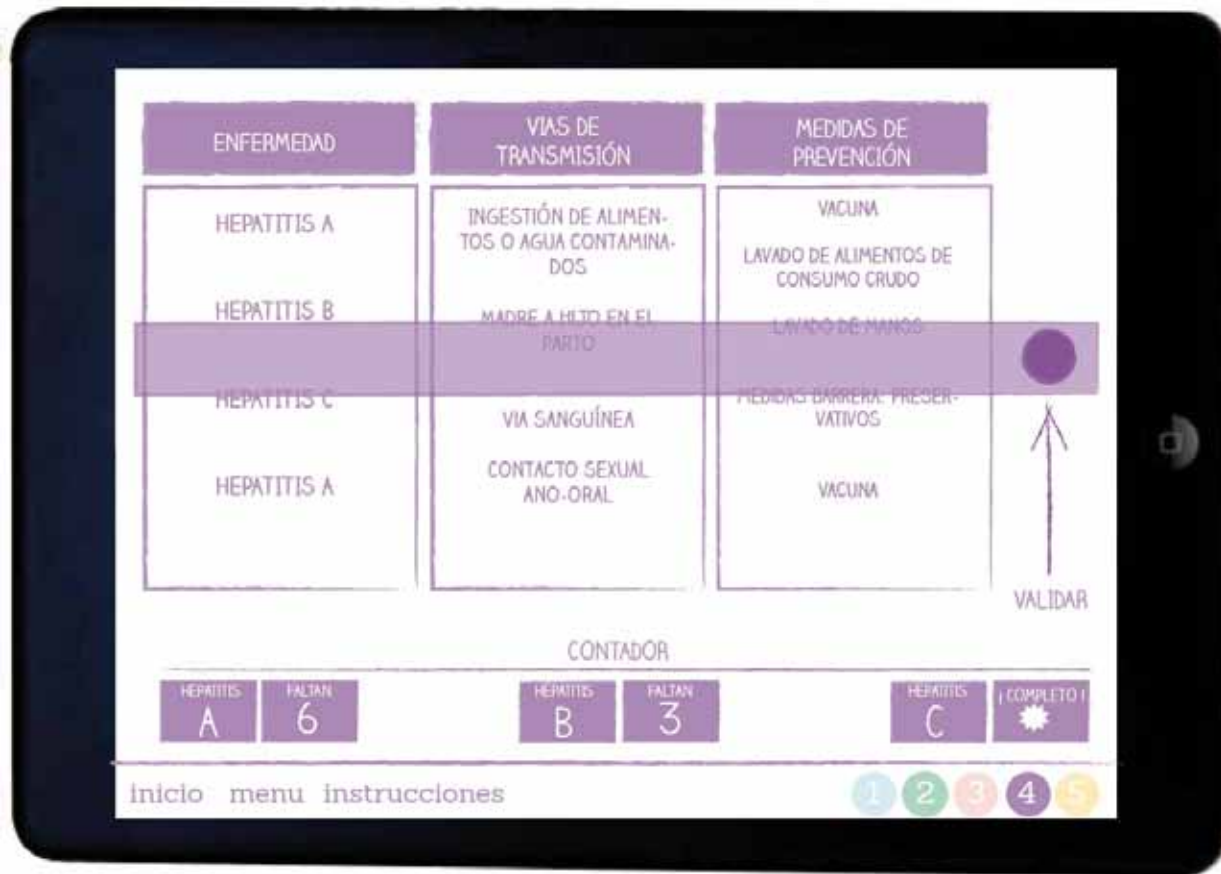 ENFERMEDAD
VIAS DE
TRANSMISIÓN
MEDIDAS DE
PREVENCIÓN
HEPATITIS A
HEPATITIS B
HEPATITIS C
HEPATITIS A
INGESTIÓN DE ALIMEN-
TOS O AGUA CONTAMINA-
DOS
MADRE A HIJO EN EL
PARTO
VIA SANGUÍNEA
CONTACTO SEXUAL
ANO-ORAL
VACUNA
LAVADO DE ALIMENTOS DE
CONSUMO CRUDO
LAVADO DE MANOS
MEDIDAS BARRERA: PRESER-
VATIVOS
VACUNA
VALIDAR
CONTADOR
HEPATITIS
A
FALTAN
6
HEPATITIS
B
FALTAN
3
HEPATITIS
C
¡COMPLETO!
inicio menu instrucciones
1 2 3 4 5